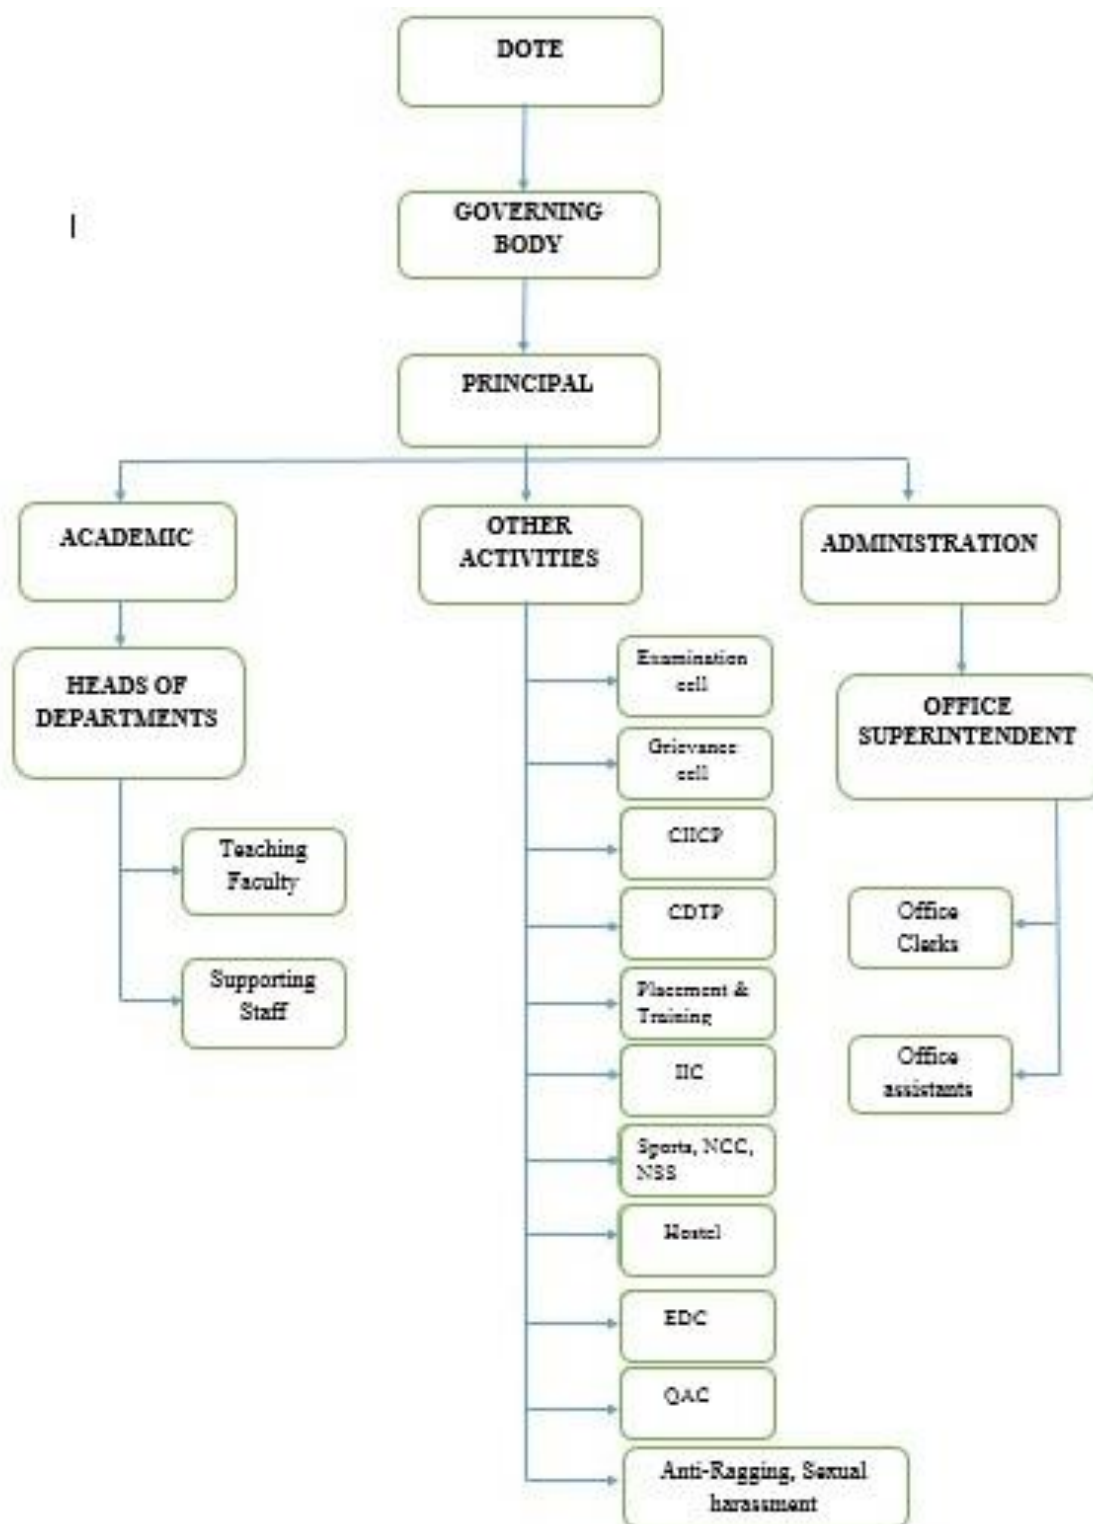 DOTE
GOVERNING
BODY
PRINCIPAL
ACADEMIC
OTHER
ACTIVITIES
ADMINISTRATION
HEADS OF
DEPARTMENTS
OFFICE
SUPERINTENDENT
Teaching
Faculty
Supporting
Staff
Examination
cell
Grievance
cell
CIICP
CDTP
Placement &
Training
IIC
Sports, NCC,
NSS
Hostel
EDC
QAC
Anti-Ragging, Sexual
harassment
Office
Clerks
Office
assistants